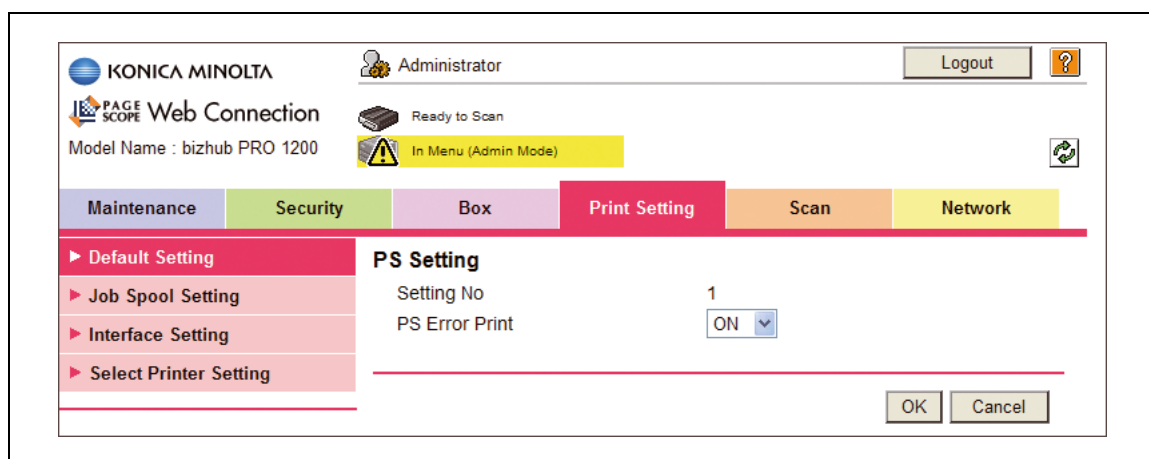 KONICA MINOLTA
Administrator
Logout
?
PAGE SCOPE Web Connection
Ready to Scan
Model Name : bizhub PRO 1200
In Menu (Admin Mode)
Maintenance Security Box Print Setting Scan Network
Default Setting
Job Spool Setting
Interface Setting
Select Printer Setting
PS Setting
Setting No 1
PS Error Print ON
OK Cancel